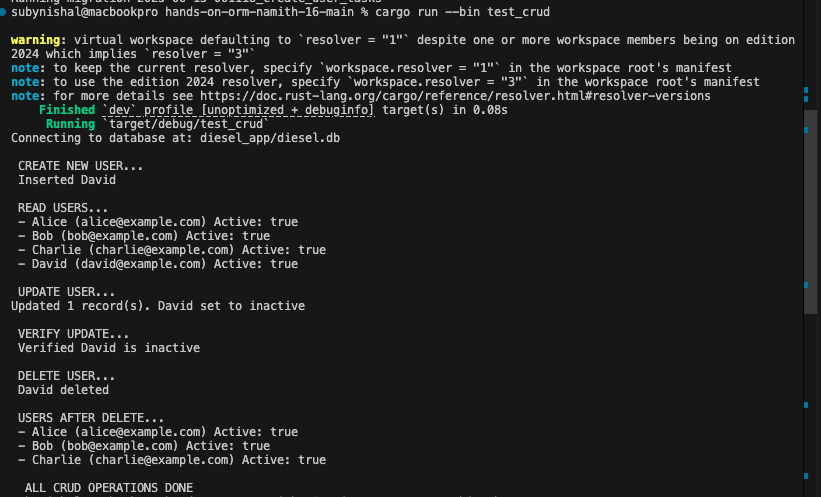 subynishal@macbookpro hands-on-orm-namith-16-main % cargo run --bin test_crud
warning: virtual workspace defaulting to `resolver = "1"` despite one or more workspace members being on edition
2024 which implies `resolver = "3"`
note: to keep the current resolver, specify `workspace.resolver = "1"` in the workspace root's manifest
note: to use the edition 2024 resolver, specify `workspace.resolver = "3"` in the workspace root's manifest
note: for more details see https://doc.rust-lang.org/cargo/reference/resolver.html#resolver-versions
Finished `dev` profile [unoptimized + debuginfo] target(s) in 0.08s
Running `target/debug/test_crud`
Connecting to database at: diesel_app/diesel.db
CREATE NEW USER...
Inserted David
READ USERS...
- Alice (alice@example.com) Active: true
- Bob (bob@example.com) Active: true
- Charlie (charlie@example.com) Active: true
- David (david@example.com) Active: true
UPDATE USER...
Updated 1 record(s). David set to inactive
VERIFY UPDATE...
Verified David is inactive
DELETE USER...
David deleted
USERS AFTER DELETE...
- Alice (alice@example.com) Active: true
- Bob (bob@example.com) Active: true
- Charlie (charlie@example.com) Active: true
ALL CRUD OPERATIONS DONE